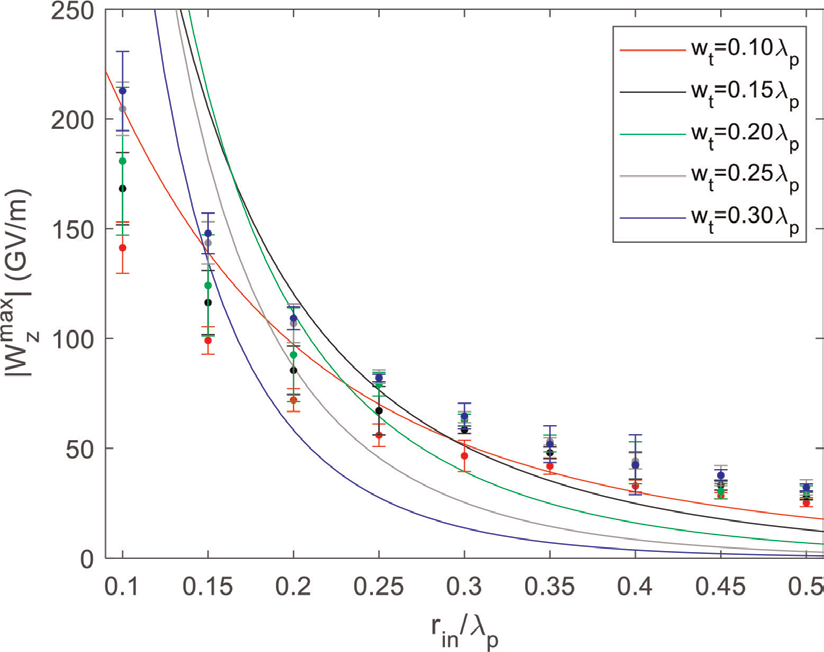 250
200
150
100
50
0
|W_z^max| (GV/m)
w_t=0.10λ_p
w_t=0.15λ_p
w_t=0.20λ_p
w_t=0.25λ_p
w_t=0.30λ_p
0.1 0.15 0.2 0.25 0.3 0.35 0.4 0.45 0.5
r_in/λ_p